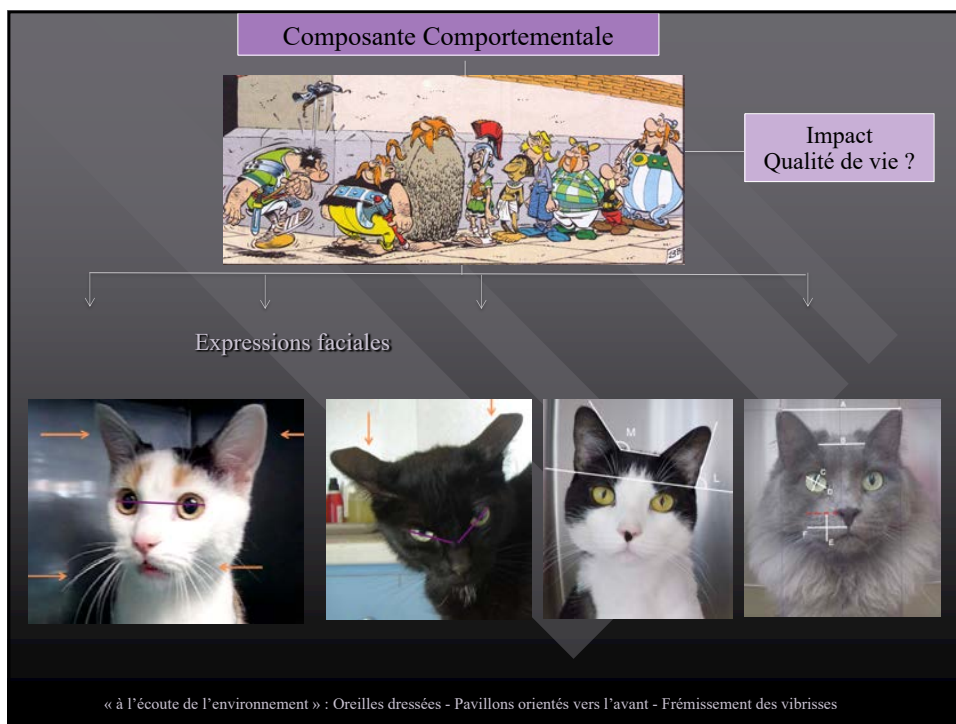 Composante Comportementale
Impact
Qualité de vie ?
Expressions faciales
M
L
A
B
C
D
F
E
« à l’écoute de l’environnement » : Oreilles dressées - Pavillons orientés vers l’avant - Frémissement des vibrisses